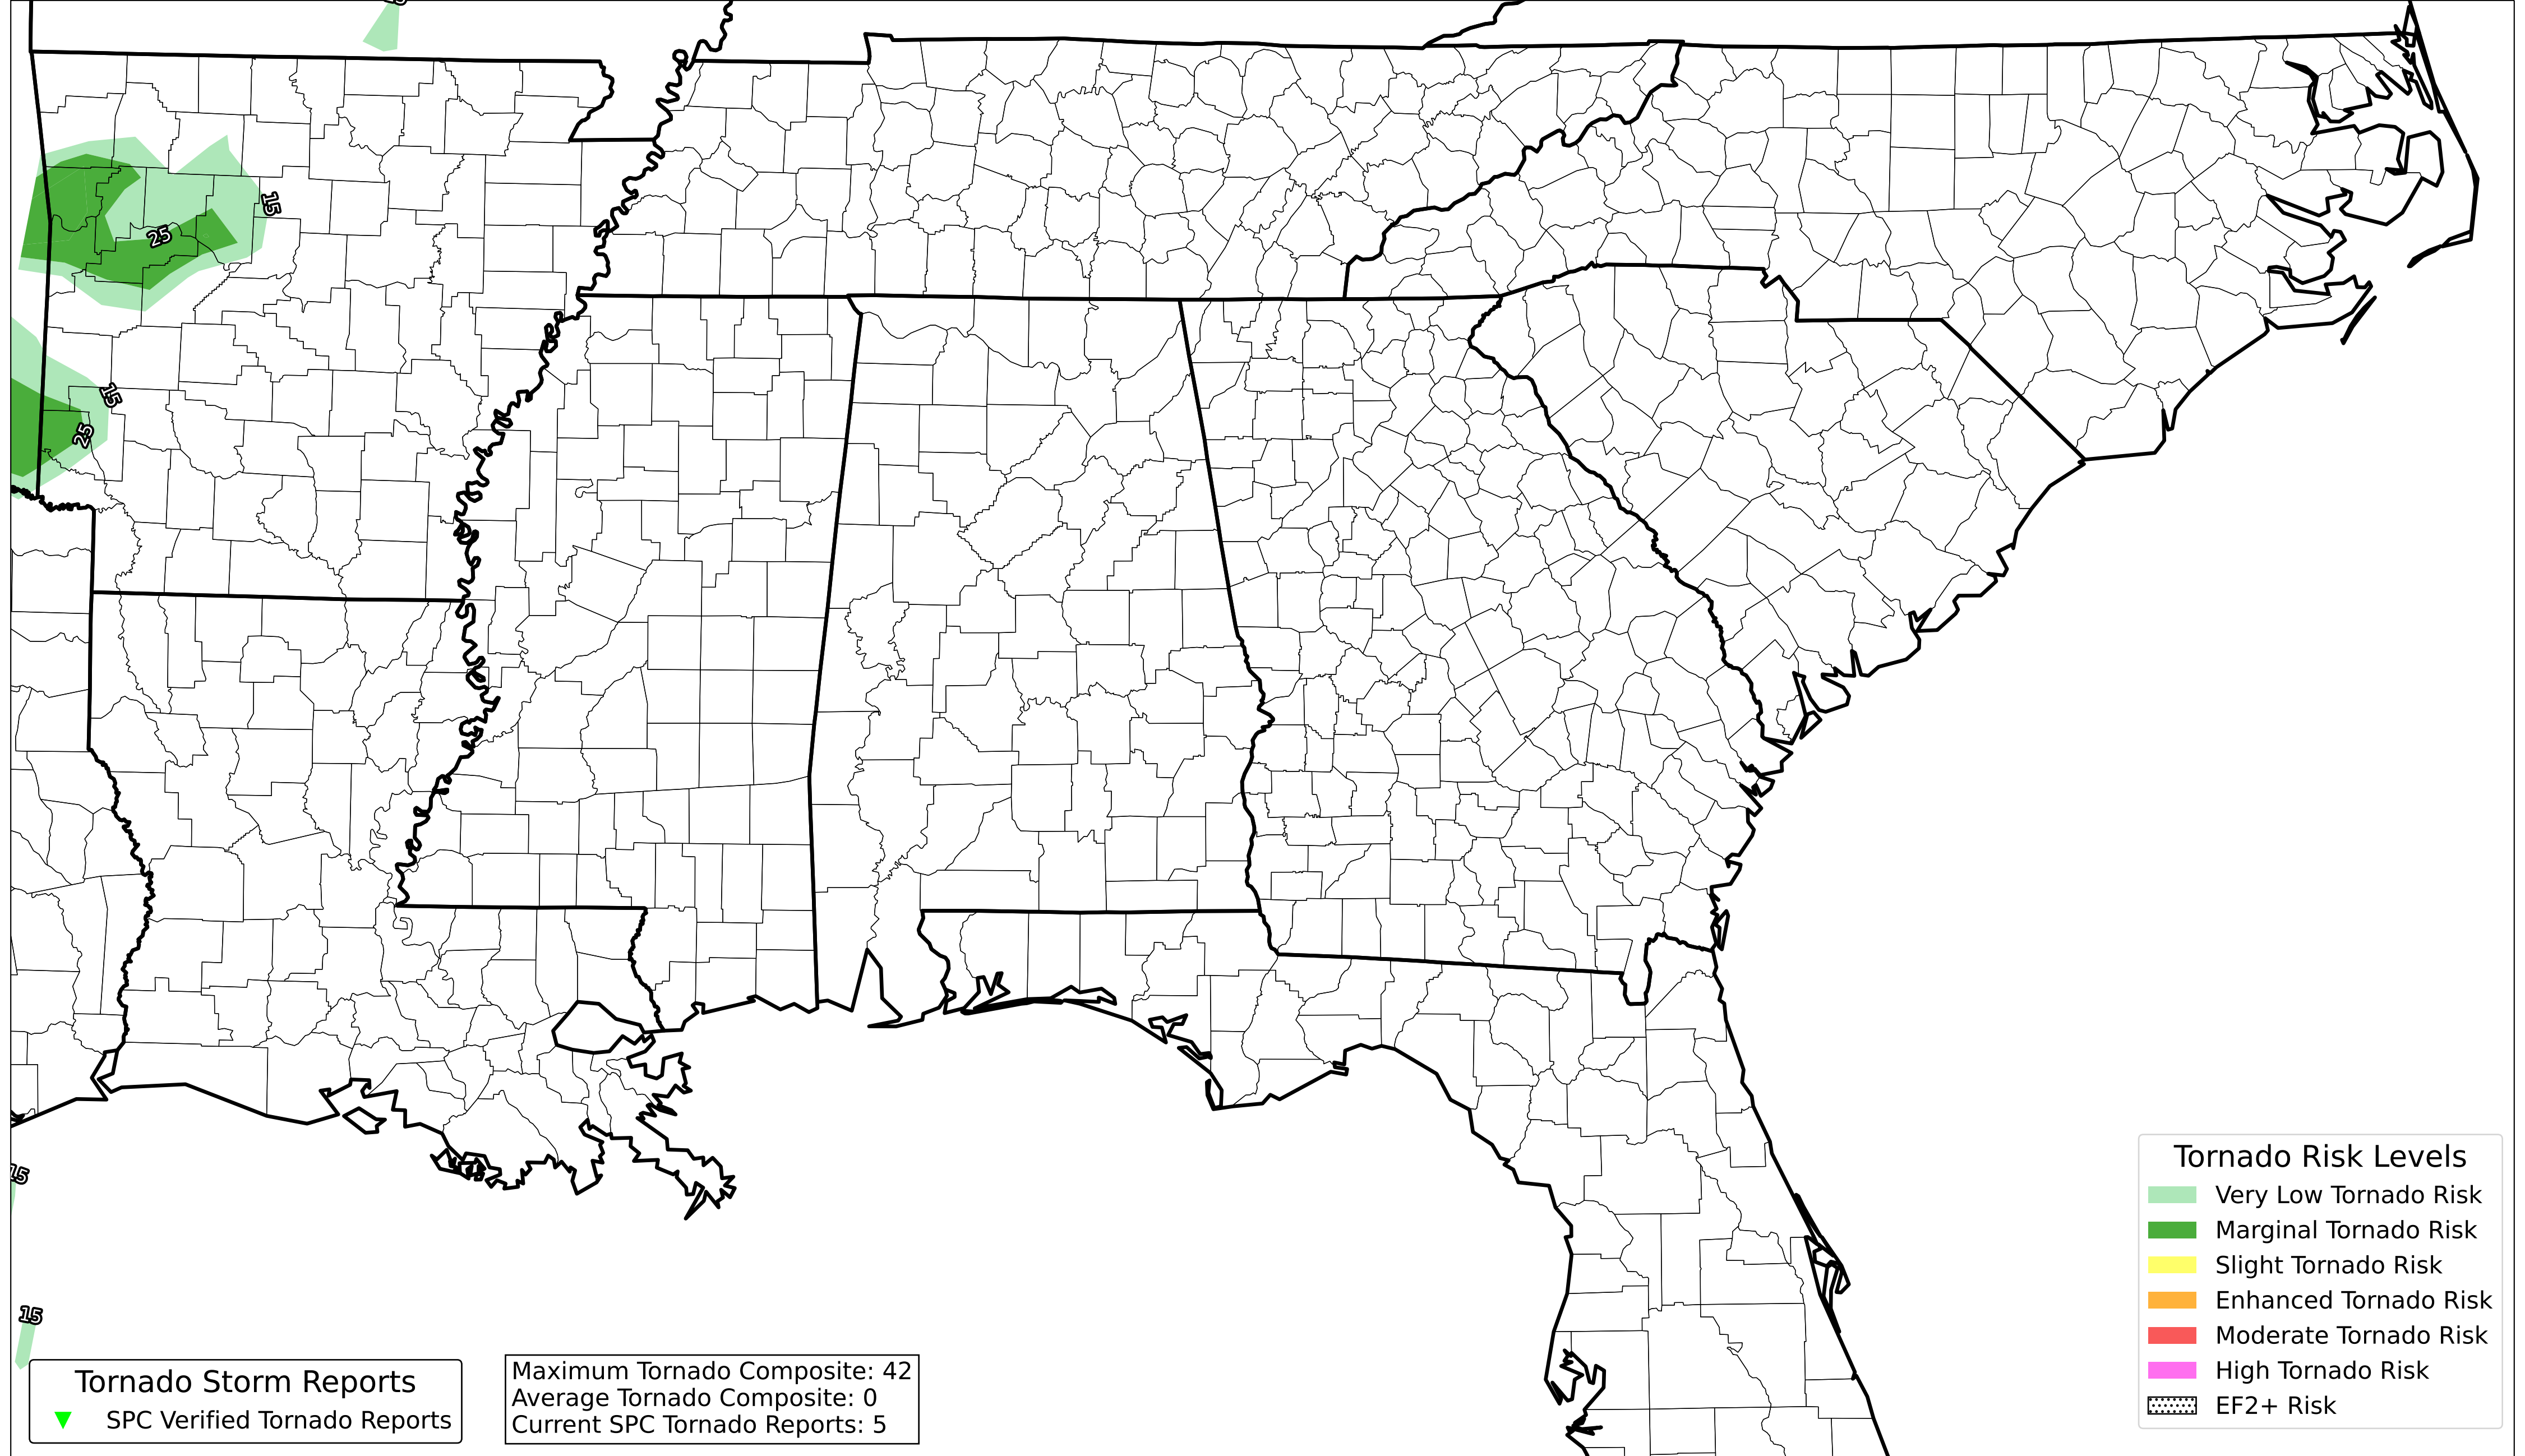 15
25
15
25
15
15
Tornado Risk Levels
Very Low Tornado Risk
Marginal Tornado Risk
Slight Tornado Risk
Enhanced Tornado Risk
Moderate Tornado Risk
High Tornado Risk
EF2+ Risk
Tornado Storm Reports
SPC Verified Tornado Reports
Maximum Tornado Composite: 42
Average Tornado Composite: 0
Current SPC Tornado Reports: 5